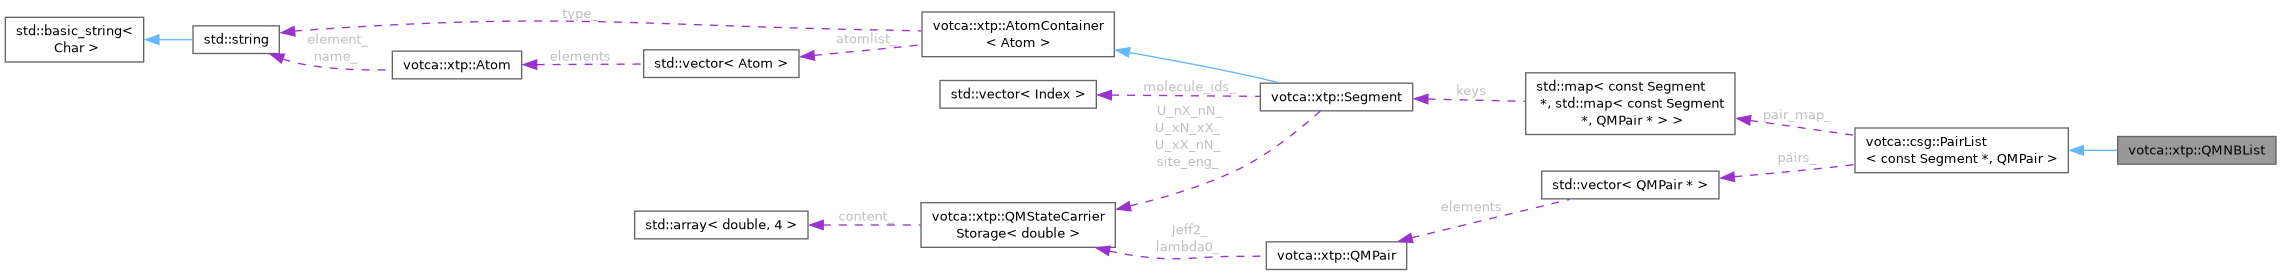 std::basic_string<
Char >
std::string
type_
element_
name_
votca::xtp::Atom
elements
std::vector< Atom >
atomlist_
votca::xtp::AtomContainer
< Atom >
std::vector< Index >
molecule_ids_
votca::xtp::Segment
U_nX_nN_
U_xN_xX_
U_xX_nN_
site_eng_
std::array< double, 4 >
content_
votca::xtp::QMStateCarrier
Storage< double >
Jeff2_
lambda0_
votca::xtp::QMPair
elements
keys
std::map< const Segment
*, std::map< const Segment
*, QMPair * > >
std::vector< QMPair * >
pair_map_
pairs_
votca::csg::PairList
< const Segment *, QMPair >
votca::xtp::QMNBList